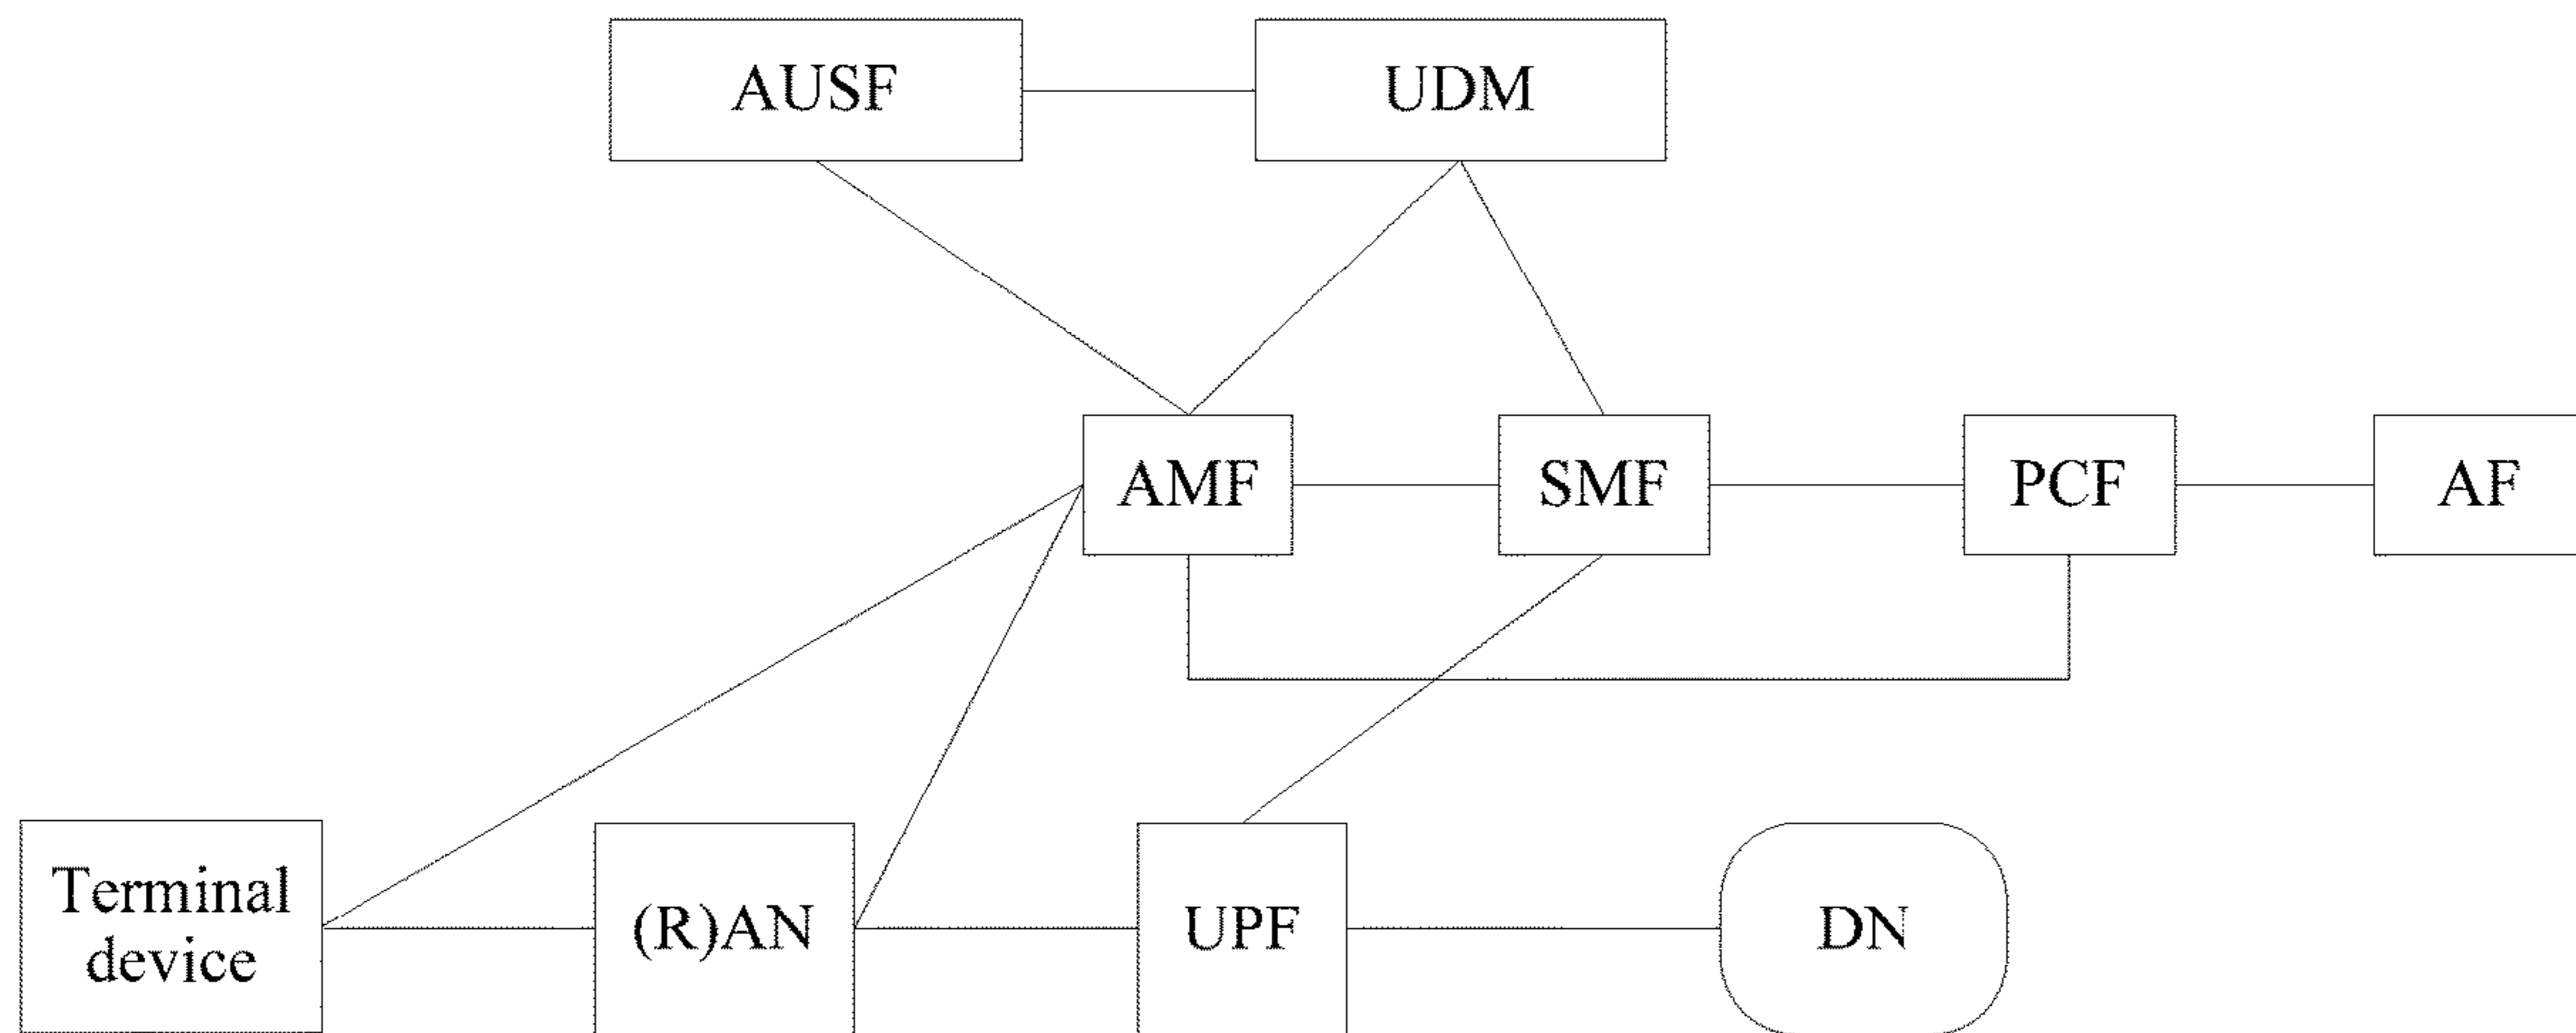 AUSF
UDM
AMF
SMF
PCF
AF
Terminal
device
(R)AN
UPF
DN